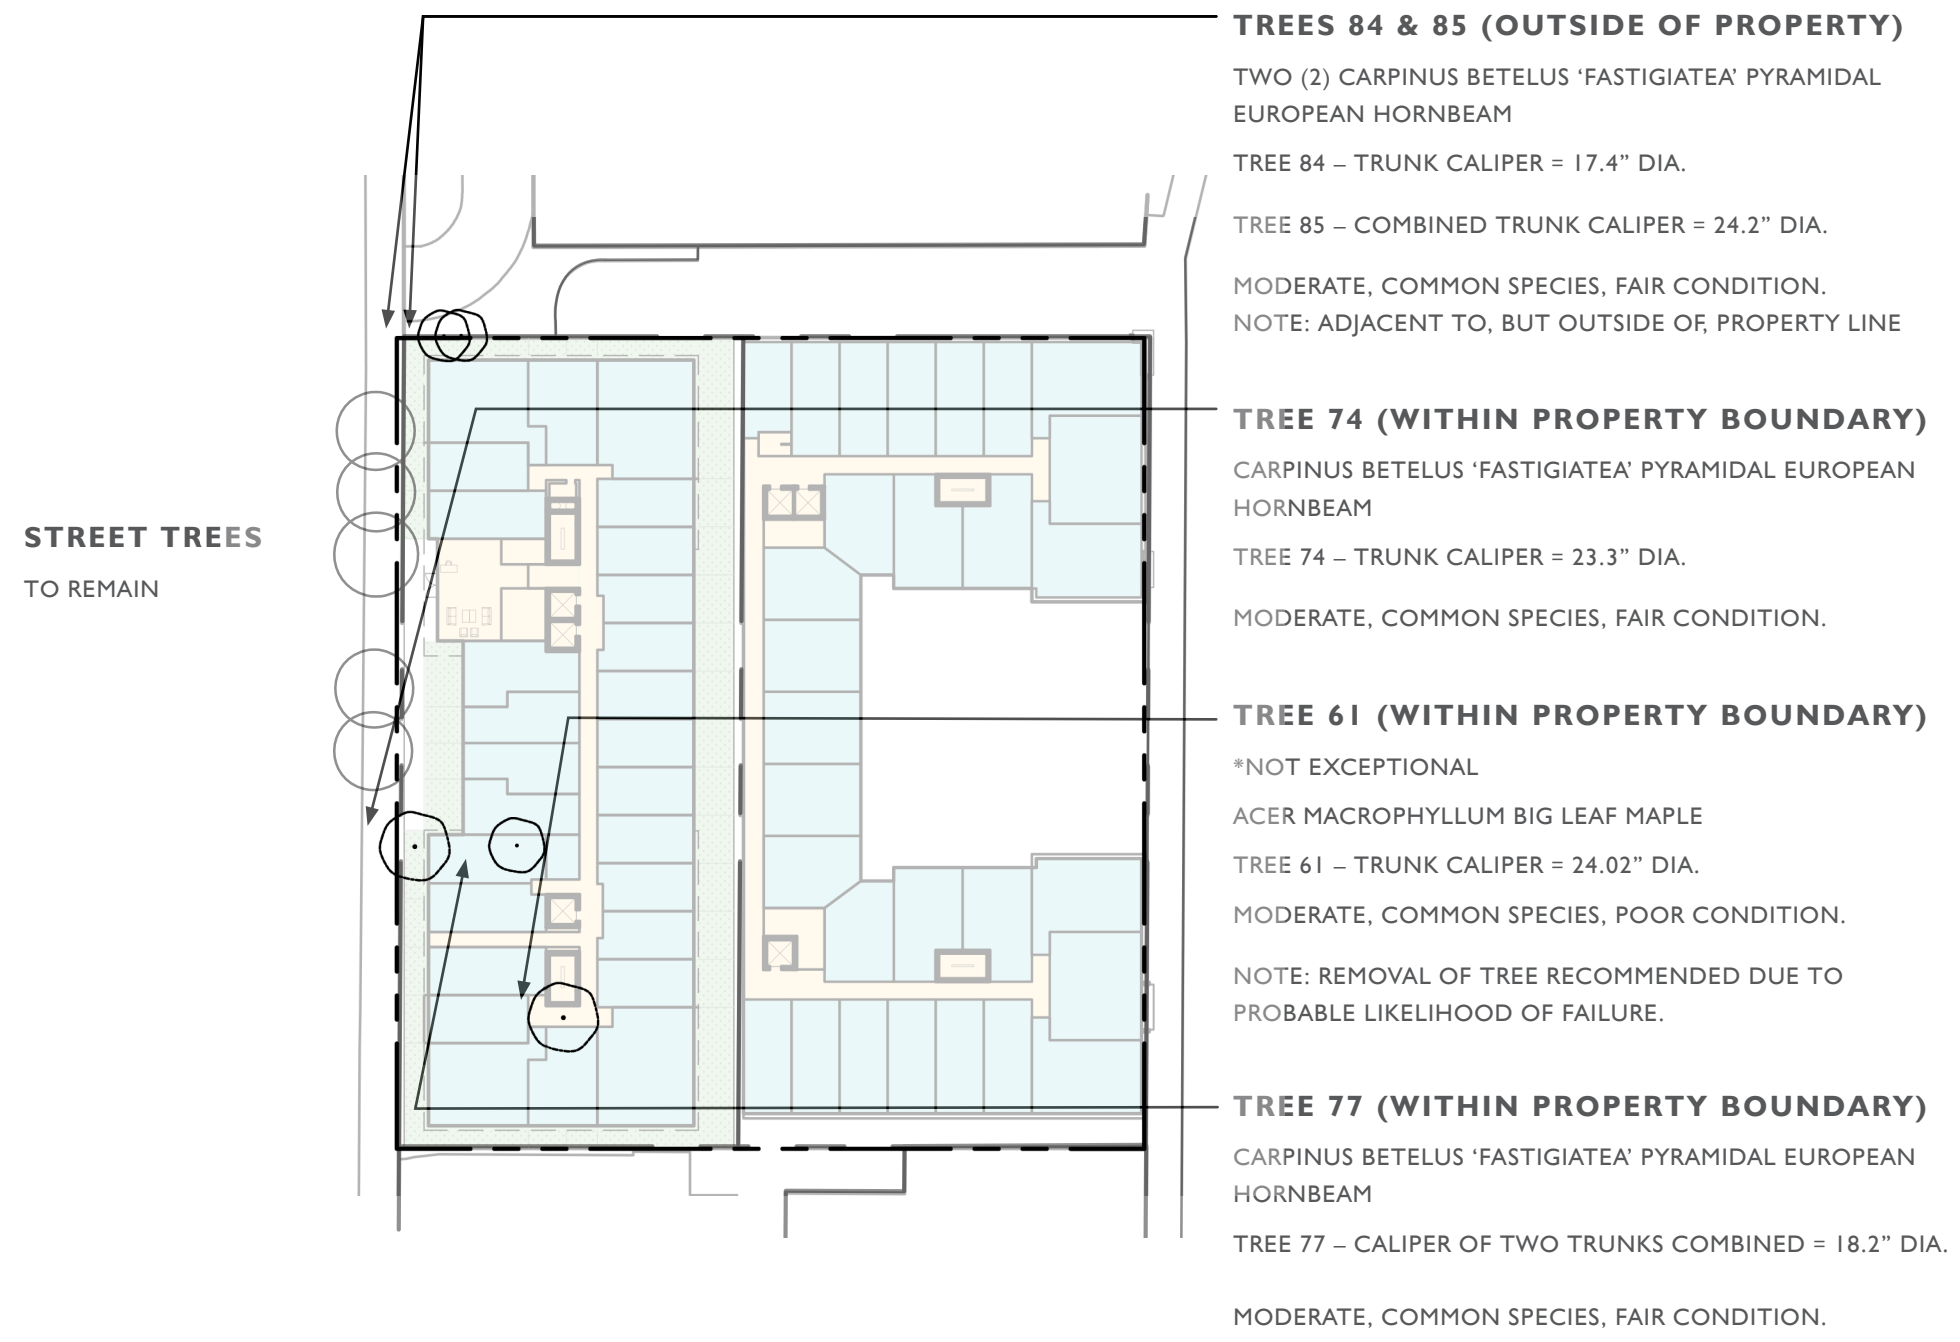 TREES 84 & 85 (OUTSIDE OF PROPERTY)
TWO (2) CARPINUS BETELUS ‘FASTIGIATEA’ PYRAMIDAL
EUROPEAN HORNBEAM
TREE 84 – TRUNK CALIPER = 17.4” DIA.
TREE 85 – COMBINED TRUNK CALIPER = 24.2” DIA.
MODERATE, COMMON SPECIES, FAIR CONDITION.
NOTE: ADJACENT TO, BUT OUTSIDE OF, PROPERTY LINE
TREE 74 (WITHIN PROPERTY BOUNDARY)
CARPINUS BETELUS ‘FASTIGIATEA’ PYRAMIDAL EUROPEAN
HORNBEAM
TREE 74 – TRUNK CALIPER = 23.3” DIA.
MODERATE, COMMON SPECIES, FAIR CONDITION.
STREET TREES
TO REMAIN
TREE 61 (WITHIN PROPERTY BOUNDARY)
*NOT EXCEPTIONAL
ACER MACROPHYLLUM BIG LEAF MAPLE
TREE 61 – TRUNK CALIPER = 24.02” DIA.
MODERATE, COMMON SPECIES, POOR CONDITION.
NOTE: REMOVAL OF TREE RECOMMENDED DUE TO
PROBABLE LIKELIHOOD OF FAILURE.
TREE 77 (WITHIN PROPERTY BOUNDARY)
CARPINUS BETELUS ‘FASTIGIATEA’ PYRAMIDAL EUROPEAN
HORNBEAM
TREE 77 – CALIPER OF TWO TRUNKS COMBINED = 18.2” DIA.
MODERATE, COMMON SPECIES, FAIR CONDITION.